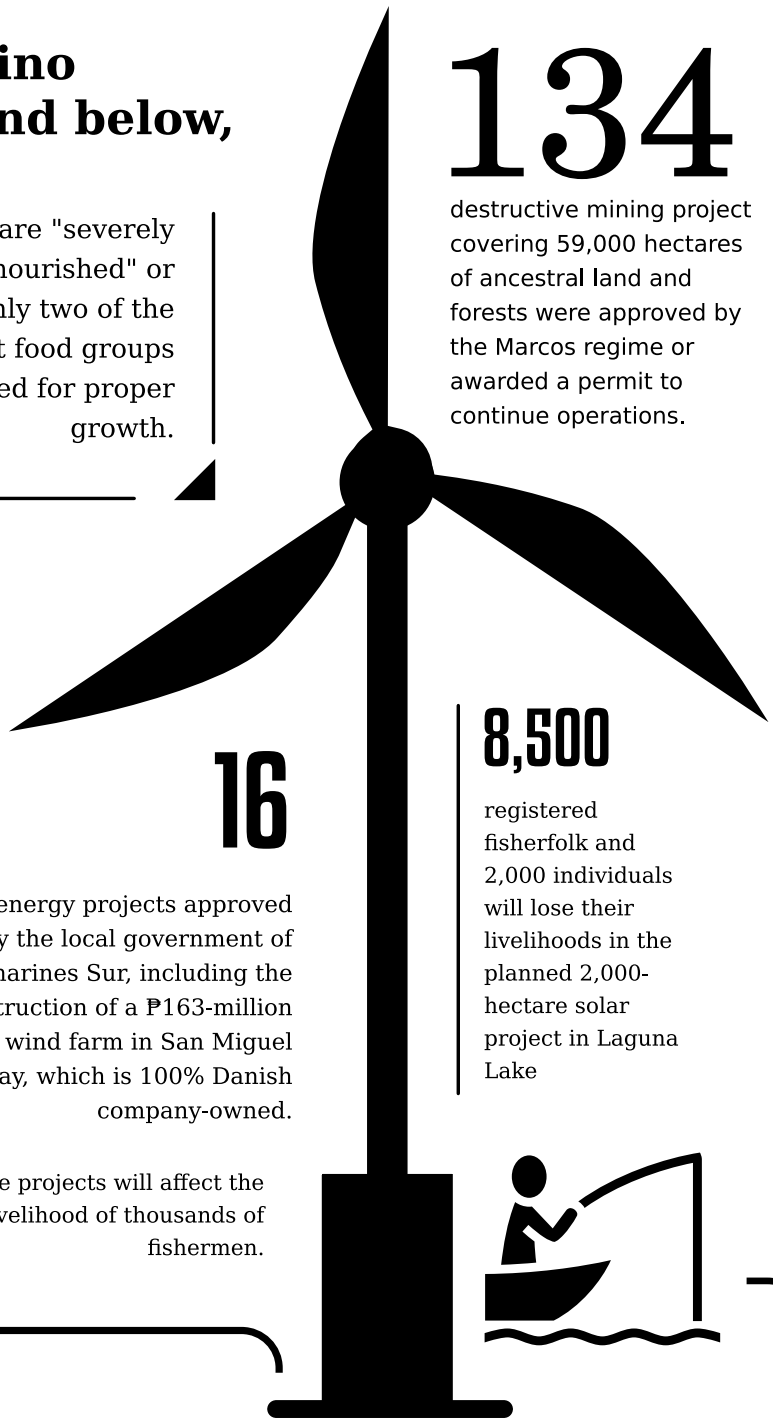 ino
nd below,
are "severely
nourished" or
nly two of the
t food groups
ed for proper
growth.
134
destructive mining project
covering 59,000 hectares
of ancestral land and
forests were approved by
the Marcos regime or
awarded a permit to
continue operations.
16
energy projects approved
y the local government of
marines Sur, including the
truction of a ₱163-million
wind farm in San Miguel
ay, which is 100% Danish
company-owned.
e projects will affect the
velihood of thousands of
fishermen.
8,500
registered
fisherfolk and
2,000 individuals
will lose their
livelihoods in the
planned 2,000-
hectare solar
project in Laguna
Lake